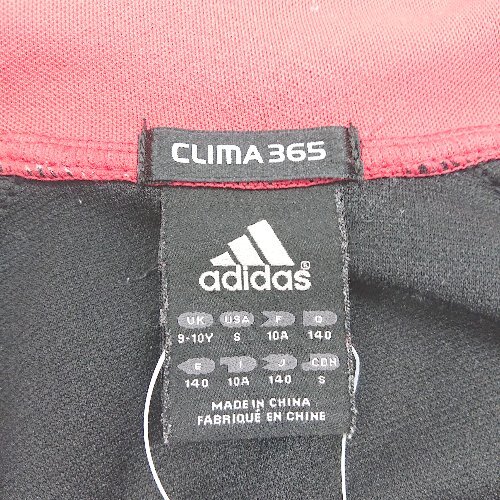 CLIMA365
adidas®
UK USA F D
9-10Y S 10A 140
E I J CDN
140 10A 140 S
MADE IN CHINA
FABRIQUÉ EN CHINE